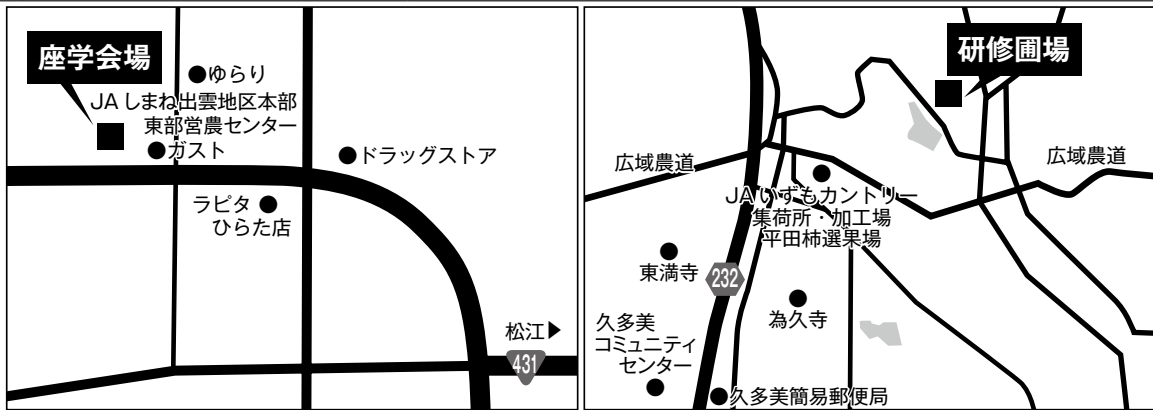 座学会場
ゆらり
JAしまね出雲地区本部
東部営農センター
ガスト
ドラッグストア
ラピタ
ひらた店
松江
431
研修圃場
広域農道
広域農道
JAいずもカントリー
集荷所・加工場
平田柿選果場
東満寺
232
為久寺
久多美
コミュニティ
センター
久多美簡易郵便局